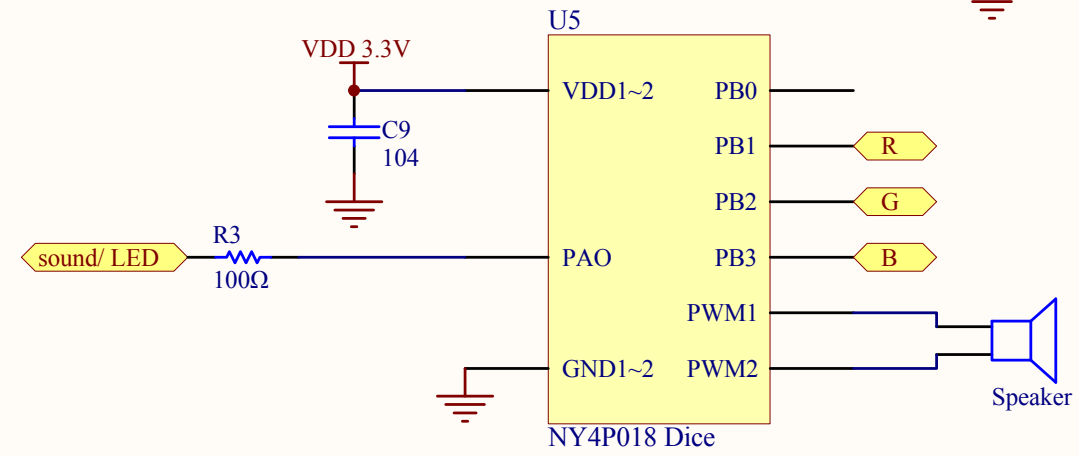 U5
VDD 3.3V
VDD1~2
PB0
C9
104
PB1
R
PB2
G
R3
sound/ LED
100Ω
PAO
PB3
B
PWM1
GND1~2
PWM2
Speaker
NY4P018 Dice